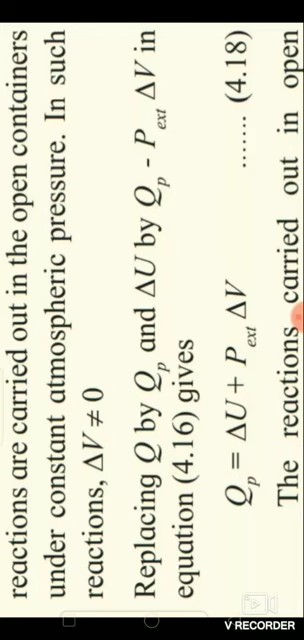 reactions are carried out in the open containers
under constant atmospheric pressure. In such
reactions, ΔV ≠ 0
Replacing Q by Qp and ΔU by Qp - Pext ΔV in
equation (4.16) gives
Qp = ΔU + Pext ΔV ........ (4.18)
The reactions carried out in open
V RECORDER